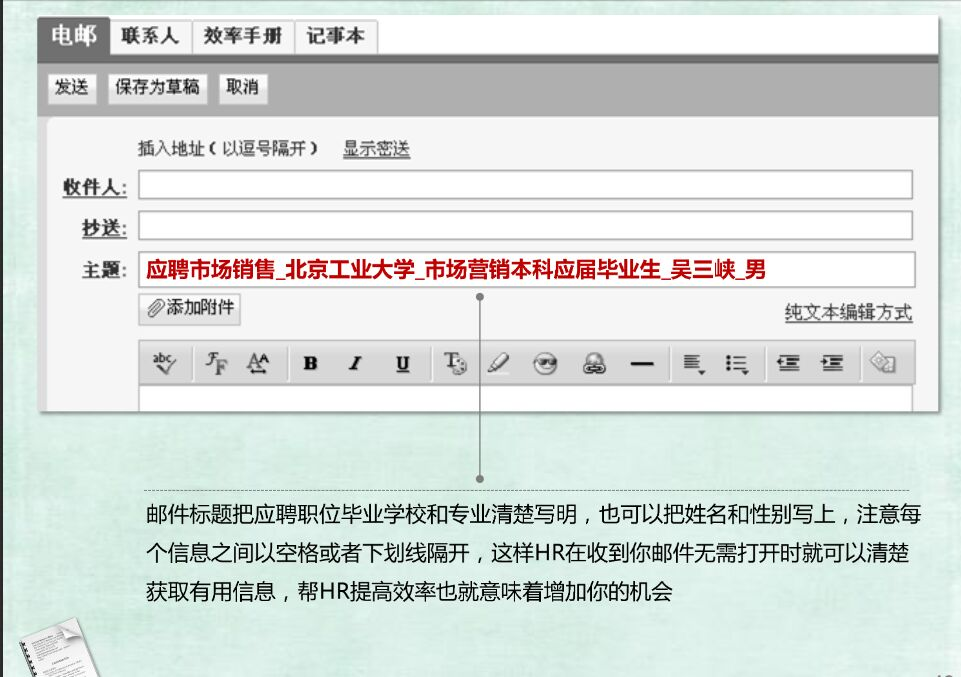 电邮 联系人 效率手册 记事本
发送 保存为草稿 取消
插入地址（以逗号隔开） 显示密送
收件人:
抄送:
主题: 应聘市场销售_北京工业大学_市场营销本科应届毕业生_吴三峡_男
添加附件 纯文本编辑方式
abc F F A A B I U T
邮件标题把应聘职位毕业学校和专业清楚写明，也可以把姓名和性别写上，注意每
个信息之间以空格或者下划线隔开，这样HR在收到你邮件无需打开时就可以清楚
获取有用信息，帮HR提高效率也就意味着增加你的机会